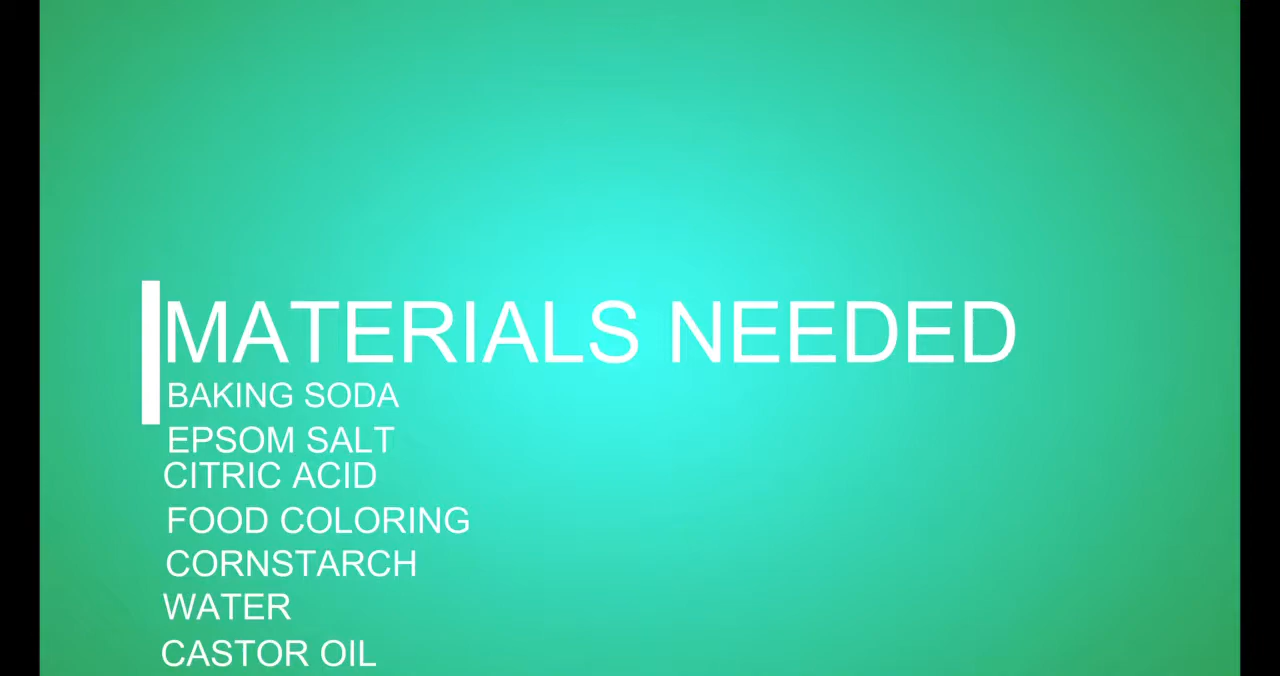 MATERIALS NEEDED
BAKING SODA
EPSOM SALT
CITRIC ACID
FOOD COLORING
CORNSTARCH
WATER
CASTOR OIL